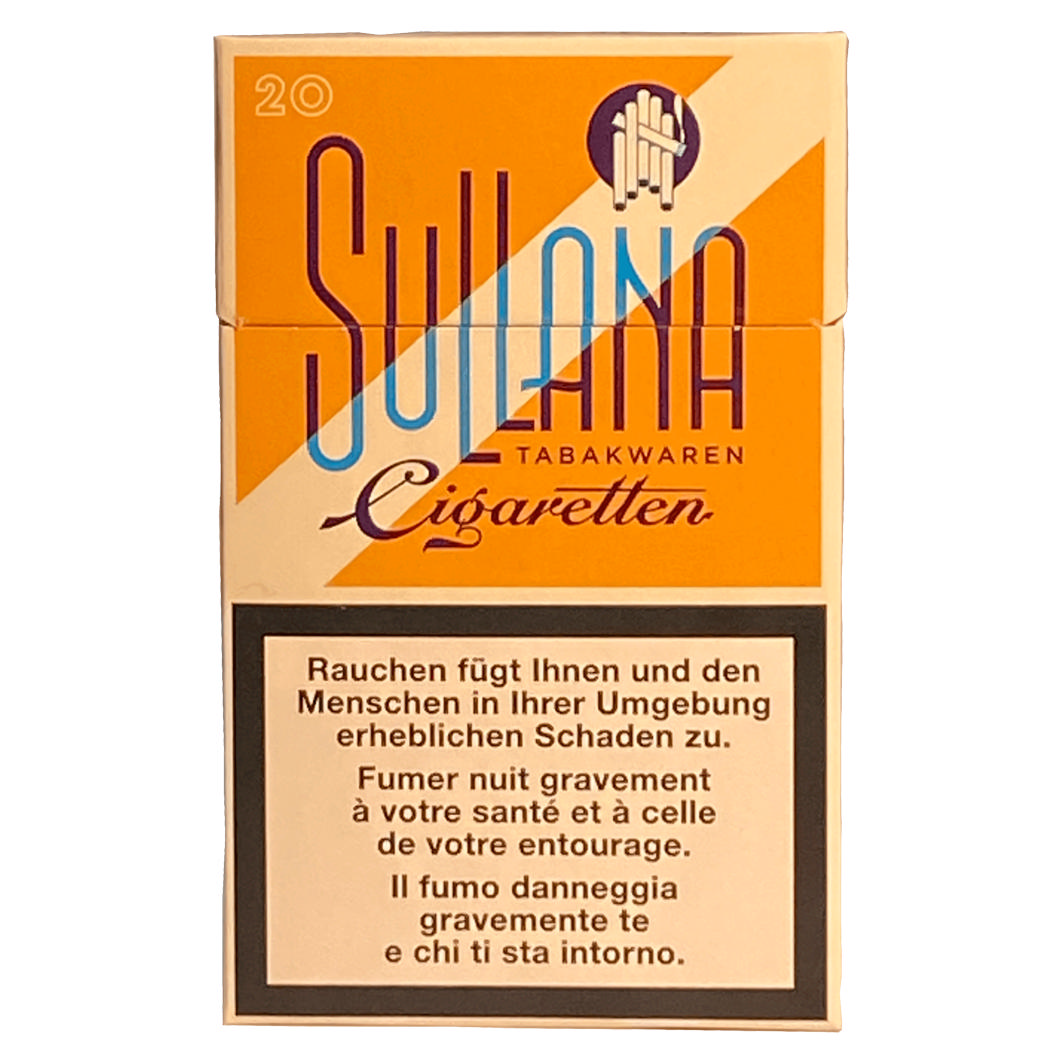 20
SULLANA
TABAKWAREN
Cigaretten
Rauchen fügt Ihnen und den
Menschen in Ihrer Umgebung
erheblichen Schaden zu.
Fumer nuit gravement
à votre santé et à celle
de votre entourage.
Il fumo danneggia
gravemente te
e chi ti sta intorno.